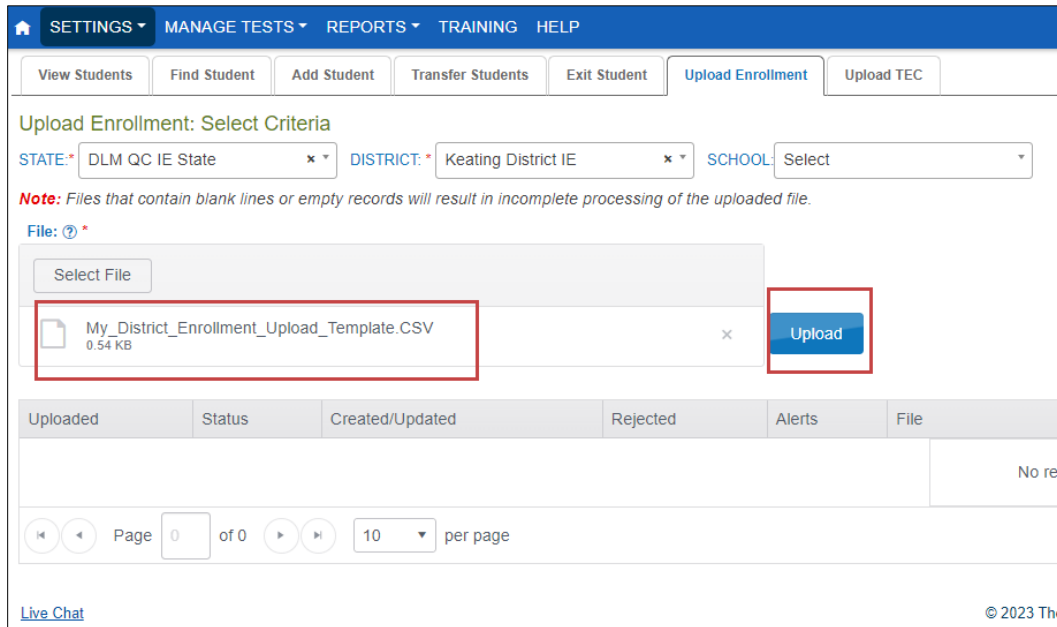 SETTINGS MANAGE TESTS REPORTS TRAINING HELP
View Students Find Student Add Student Transfer Students Exit Student Upload Enrollment Upload TEC
Upload Enrollment: Select Criteria
STATE:* DLM QC IE State × DISTRICT: * Keating District IE × SCHOOL: Select
Note: Files that contain blank lines or empty records will result in incomplete processing of the uploaded file.
File: ? *
Select File
My_District_Enrollment_Upload_Template.CSV × Upload
0.54 KB
Uploaded Status Created/Updated Rejected Alerts File
No re
Page 0 of 0 10 per page
Live Chat © 2023 The